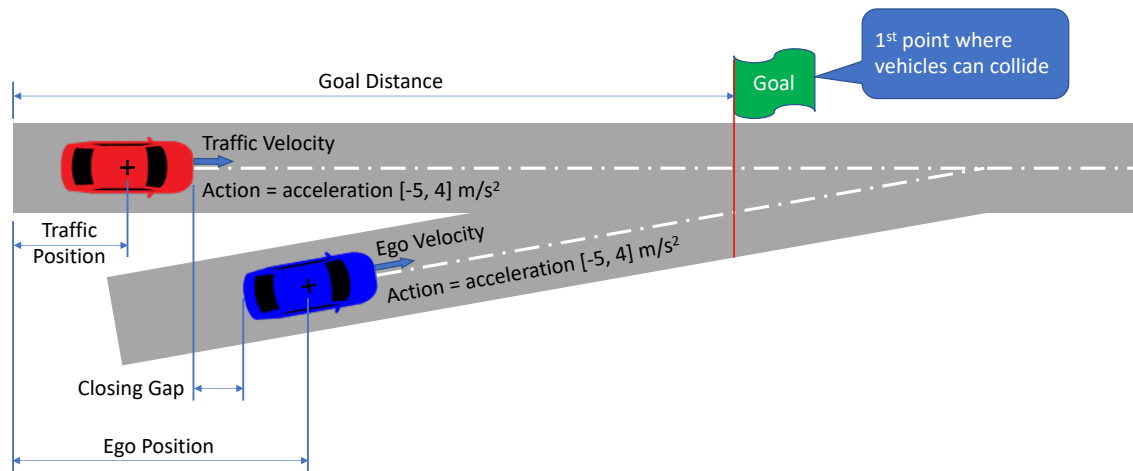 1st point where
vehicles can collide
Goal Distance
Goal
Traffic Velocity
Action = acceleration [-5, 4] m/s2
Traffic
Position
Ego Velocity
Action = acceleration [-5, 4] m/s2
Closing Gap
Ego Position